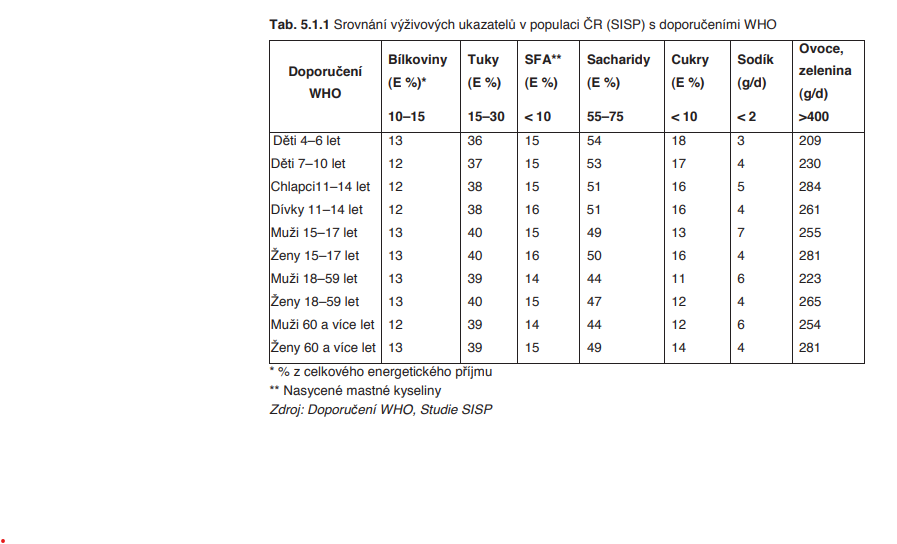 Tab. 5.1.1 Srovnání výživových ukazatelů v populaci ČR (SISP) s doporučeními WHO
Doporučení WHO Bílkoviny (E %)* 10–15 Tuky (E %) 15–30 SFA** (E %) < 10 Sacharidy (E %) 55–75 Cukry (E %) < 10 Sodík (g/d) < 2 Ovoce, zelenina (g/d) >400
Děti 4–6 let 13 36 15 54 18 3 209
Děti 7–10 let 12 37 15 53 17 4 230
Chlapci11–14 let 12 38 15 51 16 5 284
Dívky 11–14 let 12 38 16 51 16 4 261
Muži 15–17 let 13 40 15 49 13 7 255
Ženy 15–17 let 13 40 16 50 16 4 281
Muži 18–59 let 13 39 14 44 11 6 223
Ženy 18–59 let 13 40 15 47 12 4 265
Muži 60 a více let 12 39 14 44 12 6 254
Ženy 60 a více let 13 39 15 49 14 4 281
* % z celkového energetického příjmu
** Nasycené mastné kyseliny
Zdroj: Doporučení WHO, Studie SISP